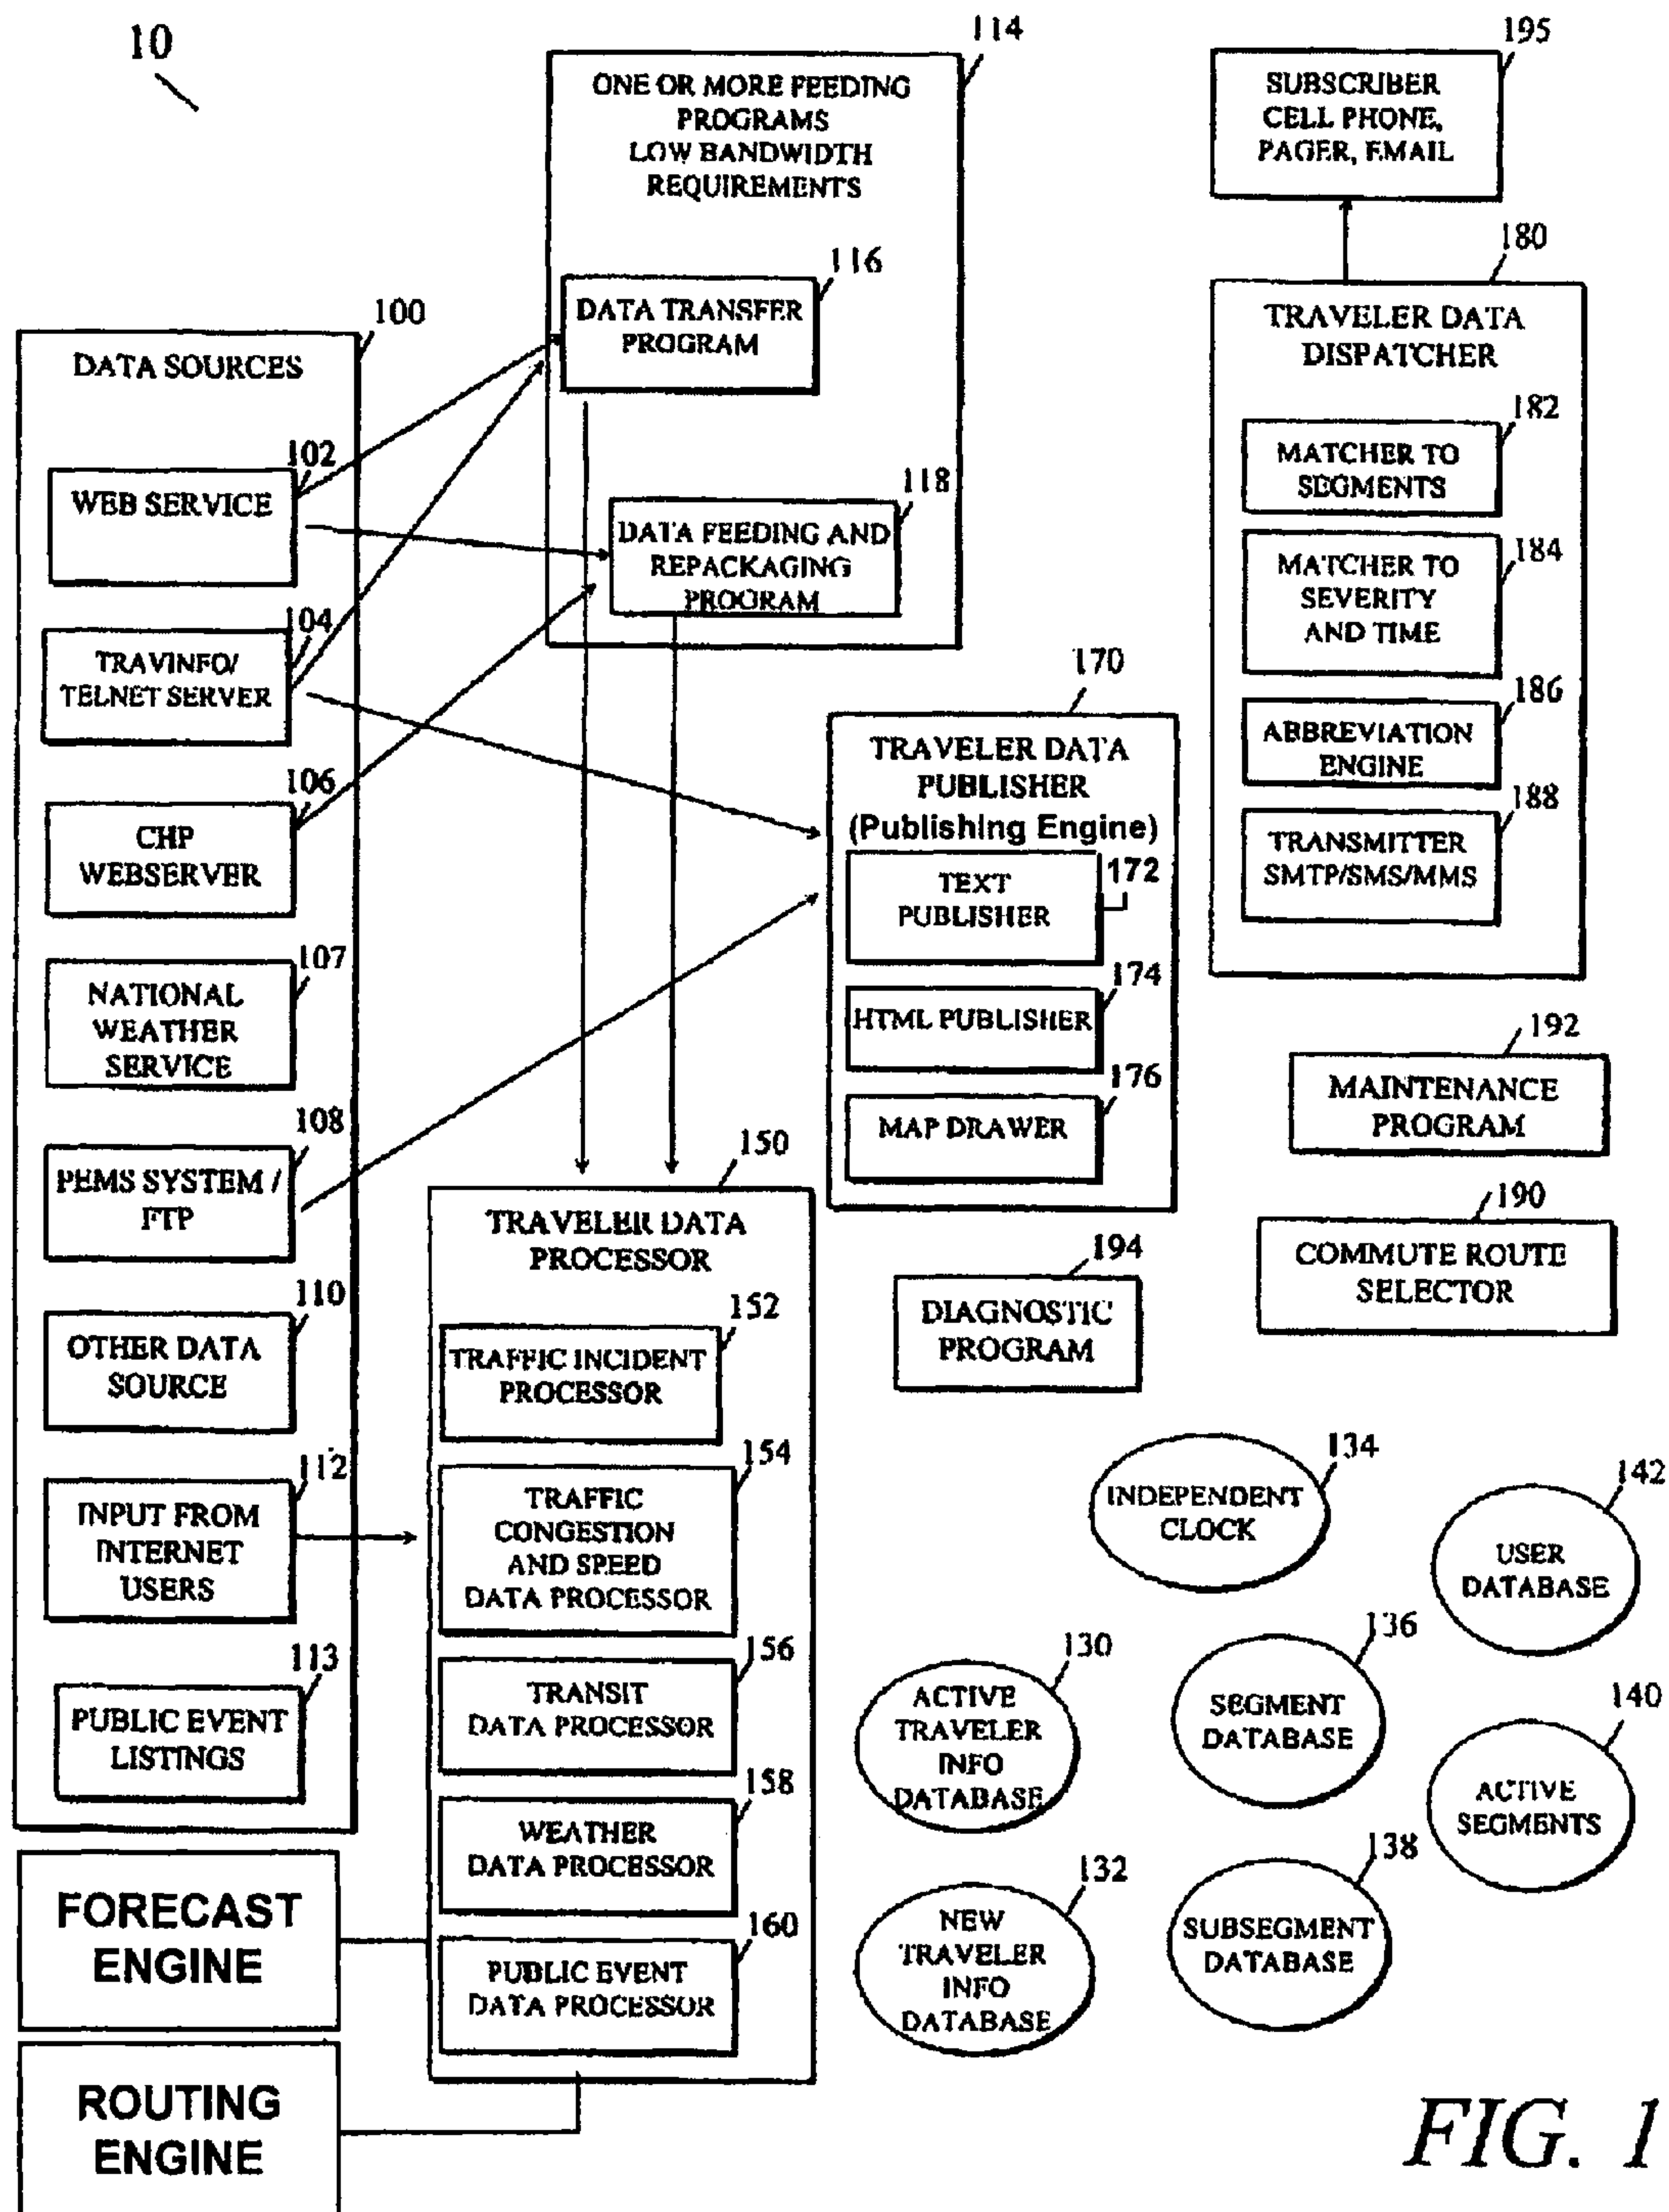 10
114
ONE OR MORE FEEDING
PROGRAMS
LOW BANDWIDTH
REQUIREMENTS
116
DATA TRANSFER
PROGRAM
118
DATA FEEDING AND
REPACKAGING
PROGRAM
195
SUBSCRIBER
CELL PHONE,
PAGER, EMAIL
180
TRAVELER DATA
DISPATCHER
182
MATCHER TO
SEGMENTS
184
MATCHER TO
SEVERITY
AND TIME
186
ABBREVIATION
ENGINE
188
TRANSMITTER
SMTP/SMS/MMS
100
DATA SOURCES
102
WEB SERVICE
104
TRAVINFO/
TELNET SERVER
106
CHP
WEBSERVER
107
NATIONAL
WEATHER
SERVICE
108
PEMS SYSTEM /
FTP
110
OTHER DATA
SOURCE
112
INPUT FROM
INTERNET
USERS
113
PUBLIC EVENT
LISTINGS
170
TRAVELER DATA
PUBLISHER
(Publishing Engine)
172
TEXT
PUBLISHER
174
HTML PUBLISHER
176
MAP DRAWER
192
MAINTENANCE
PROGRAM
190
COMMUTE ROUTE
SELECTOR
194
DIAGNOSTIC
PROGRAM
150
TRAVELER DATA
PROCESSOR
152
TRAFFIC INCIDENT
PROCESSOR
154
TRAFFIC
CONGESTION
AND SPEED
DATA PROCESSOR
156
TRANSIT
DATA PROCESSOR
158
WEATHER
DATA PROCESSOR
160
PUBLIC EVENT
DATA PROCESSOR
134
INDEPENDENT
CLOCK
142
USER
DATABASE
130
ACTIVE
TRAVELER
INFO
DATABASE
136
SEGMENT
DATABASE
140
ACTIVE
SEGMENTS
132
NEW
TRAVELER
INFO
DATABASE
138
SUBSEGMENT
DATABASE
FORECAST
ENGINE
ROUTING
ENGINE
FIG. 1